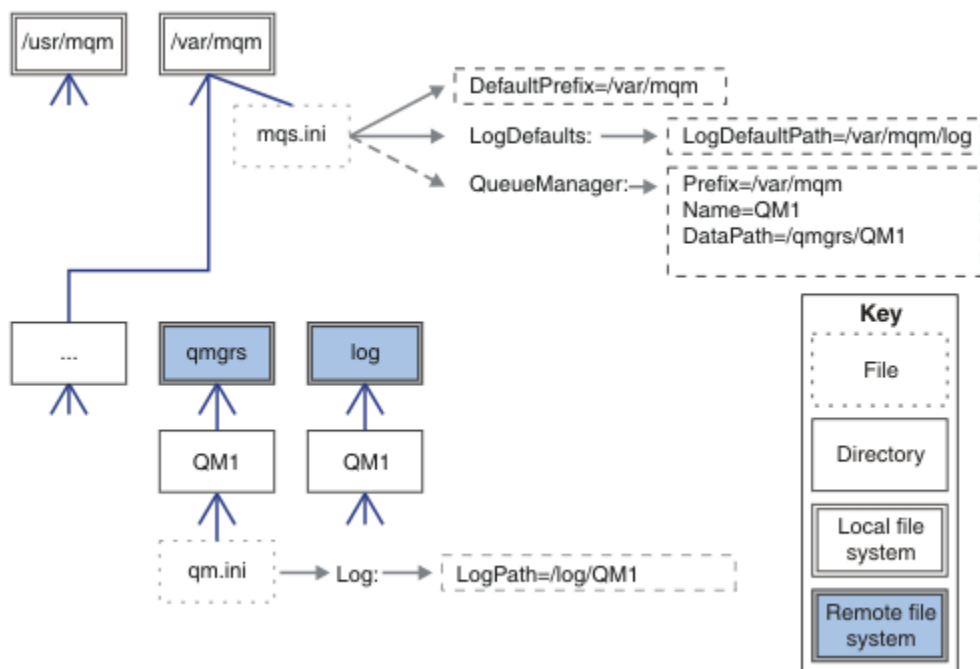 /usr/mqm
/var/mqm
mqs.ini
DefaultPrefix=/var/mqm
LogDefaults:
LogDefaultPath=/var/mqm/log
QueueManager:
Prefix=/var/mqm
Name=QM1
DataPath=/qmgrs/QM1
...
qmgrs
log
QM1
QM1
qm.ini
Log:
LogPath=/log/QM1
Key
File
Directory
Local file
system
Remote file
system